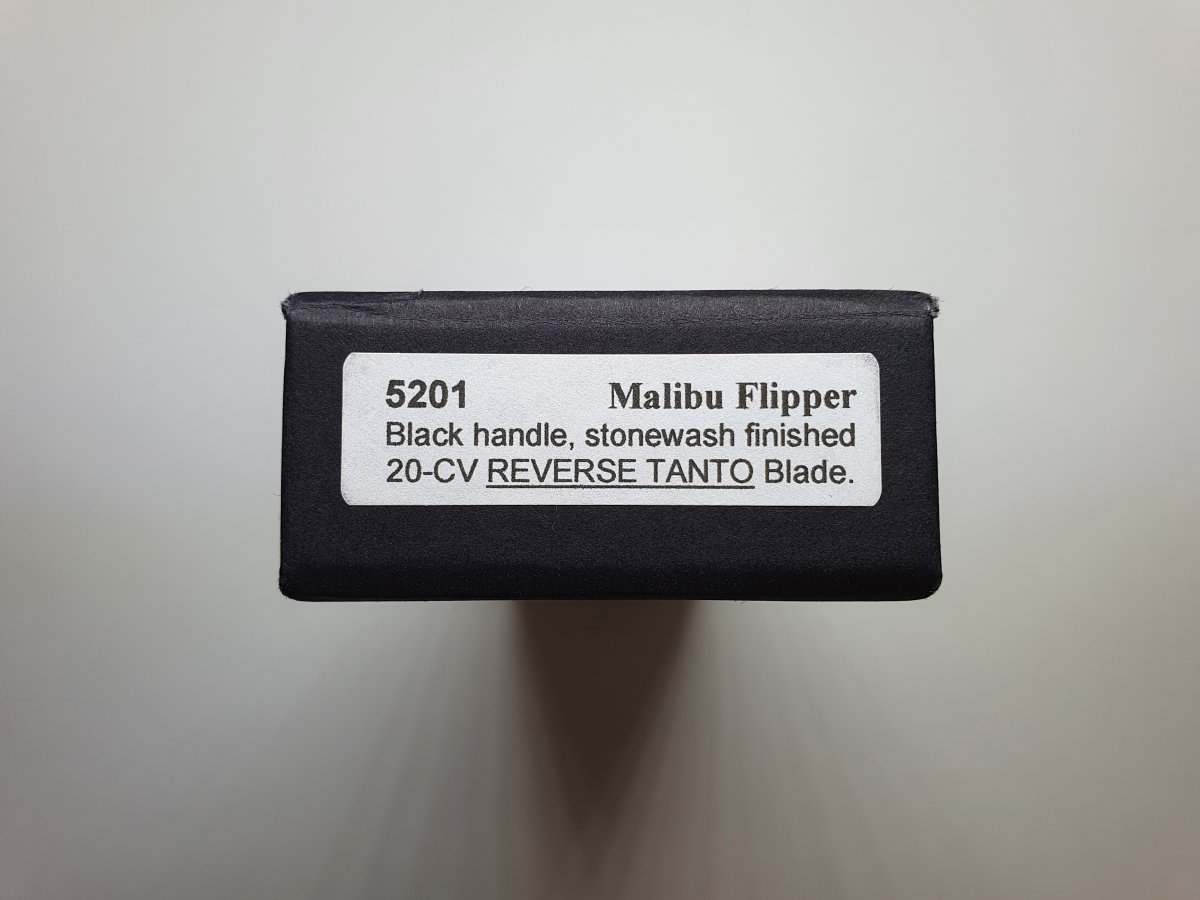 5201 Malibu Flipper
Black handle, stonewash finished
20-CV REVERSE TANTO Blade.